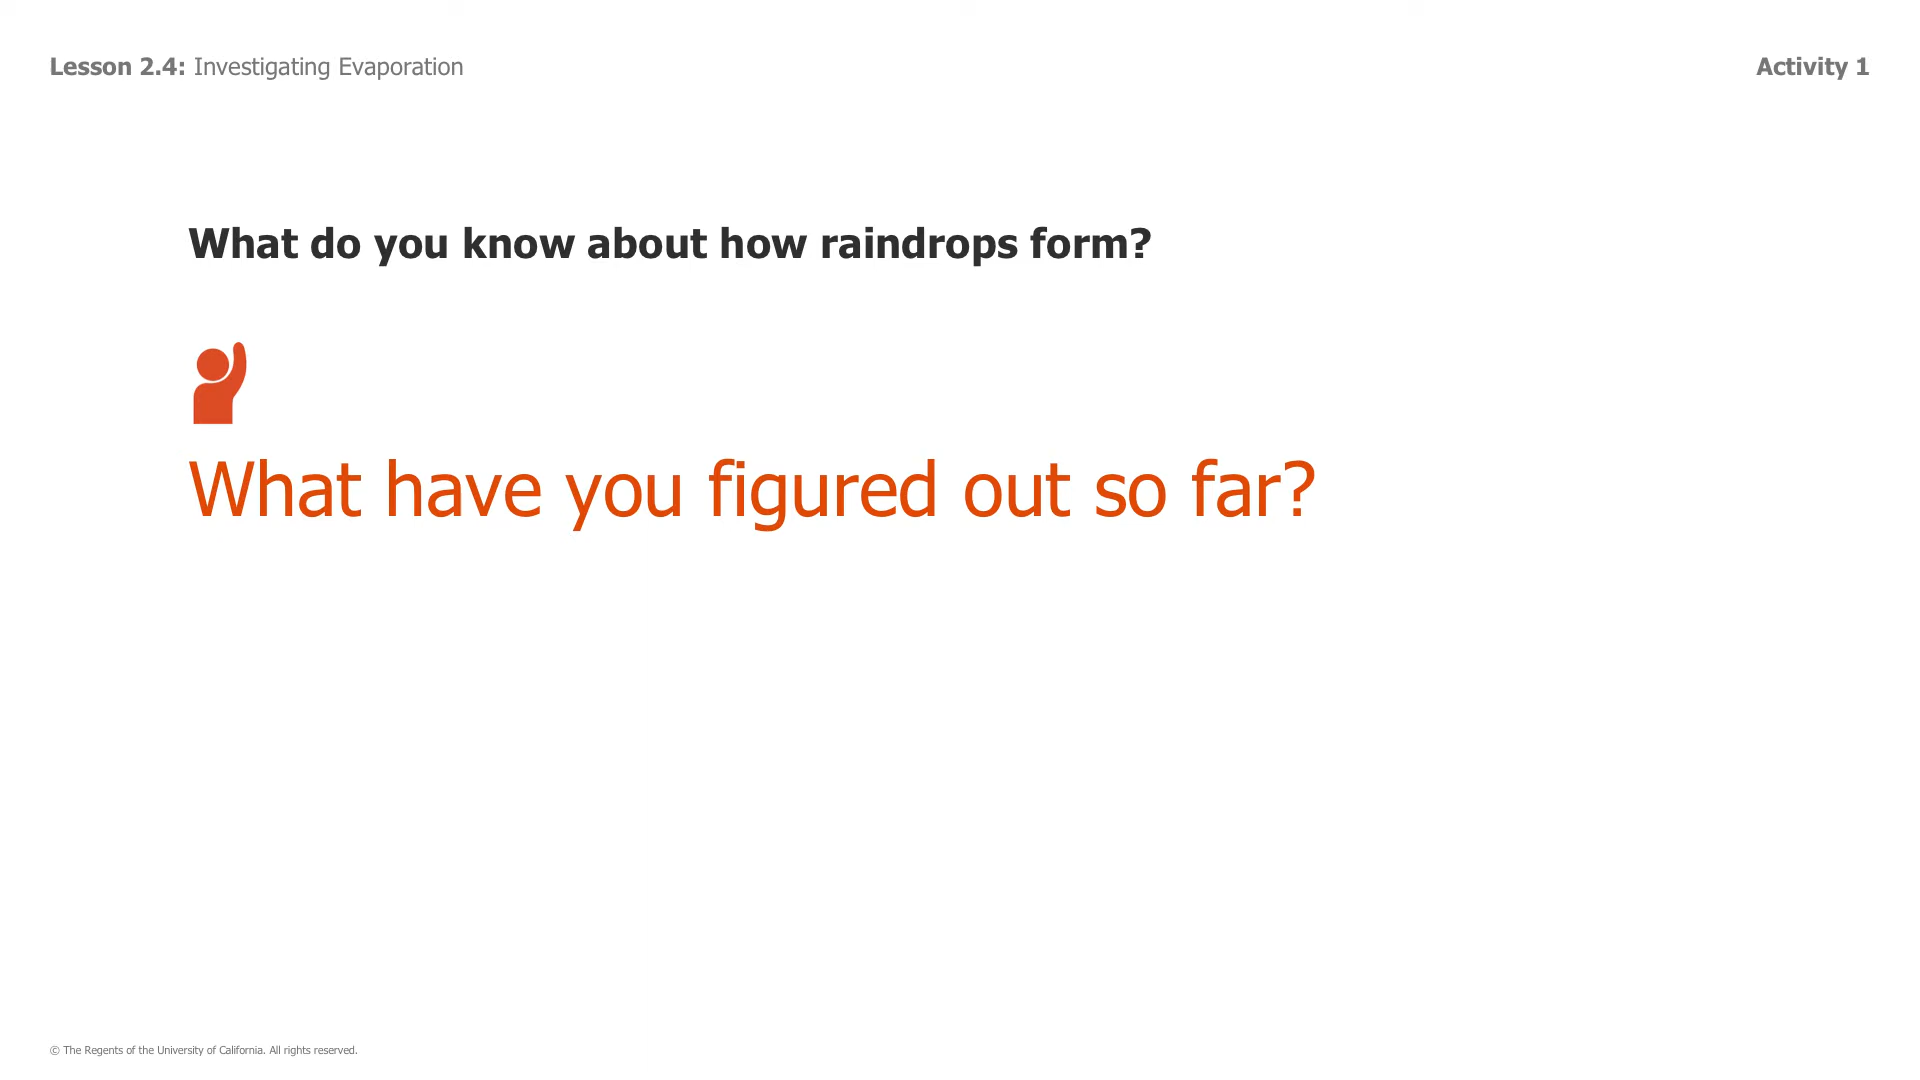 Lesson 2.4: Investigating Evaporation
Activity 1
What do you know about how raindrops form?
What have you figured out so far?
© The Regents of the University of California. All rights reserved.